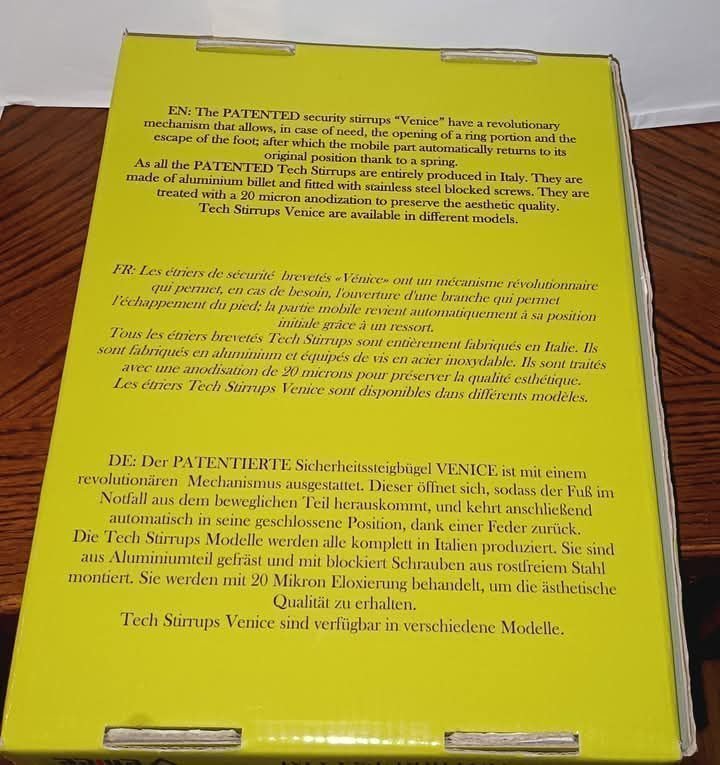 EN: The PATENTED security stirrups “Venice” have a revolutionary
mechanism that allows, in case of need, the opening of a ring portion and the
escape of the foot; after which the mobile part automatically returns to its
original position thank to a spring.
As all the PATENTED Tech Stirrups are entirely produced in Italy. They are
made of aluminium billet and fitted with stainless steel blocked screws. They are
treated with a 20 micron anodization to preserve the aesthetic quality.
Tech Stirrups Venice are available in different models.
FR: Les étriers de sécurité brevetés «Vénice» ont un mécanisme révolutionnaire
qui permet, en cas de besoin, l'ouverture d'une branche qui permet
l'échappement du pied; la partie mobile revient automatiquement à sa position
initiale grâce à un ressort.
Tous les étriers brevetés Tech Stirrups sont entièrement fabriqués en Italie. Ils
sont fabriqués en aluminium et équipés de vis en acier inoxydable. Ils sont traités
avec une anodisation de 20 microns pour préserver la qualité esthétique.
Les étriers Tech Stirrups Venice sont disponibles dans différents modèles.
DE: Der PATENTIERTE Sicherheitssteigbügel VENICE ist mit einem
revolutionären Mechanismus ausgestattet. Dieser öffnet sich, sodass der Fuß im
Notfall aus dem beweglichen Teil herauskommt, und kehrt anschließend
automatisch in seine geschlossene Position, dank einer Feder zurück.
Die Tech Stirrups Modelle werden alle komplett in Italien produziert. Sie sind
aus Aluminiumteil gefräst und mit blockiert Schrauben aus rostfreiem Stahl
montiert. Sie werden mit 20 Mikron Eloxierung behandelt, um die ästhetische
Qualität zu erhalten.
Tech Stirrups Venice sind verfügbar in verschiedene Modelle.